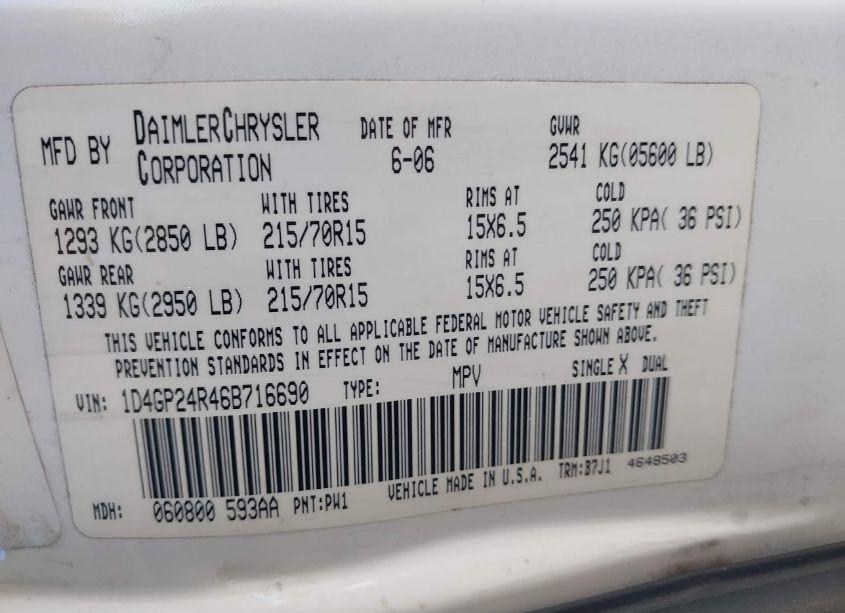 MFD BY DAIMLERCHRYSLER CORPORATION DATE OF MFR 6-06 GVWR 2541 KG(05600 LB)
GAWR FRONT WITH TIRES RIMS AT COLD
1293 KG(2850 LB) 215/70R15 15X6.5 250 KPA( 36 PSI)
GAWR REAR WITH TIRES RIMS AT COLD
1339 KG(2950 LB) 215/70R15 15X6.5 250 KPA( 36 PSI)
THIS VEHICLE CONFORMS TO ALL APPLICABLE FEDERAL MOTOR VEHICLE SAFETY AND THEFT
PREVENTION STANDARDS IN EFFECT ON THE DATE OF MANUFACTURE SHOWN ABOVE.
VIN: 1D4GP24R46B716690 TYPE: MPV SINGLE X DUAL
MDH: 060800 593AA PNT:PW1 VEHICLE MADE IN U.S.A. TRM:B7J1 4648503